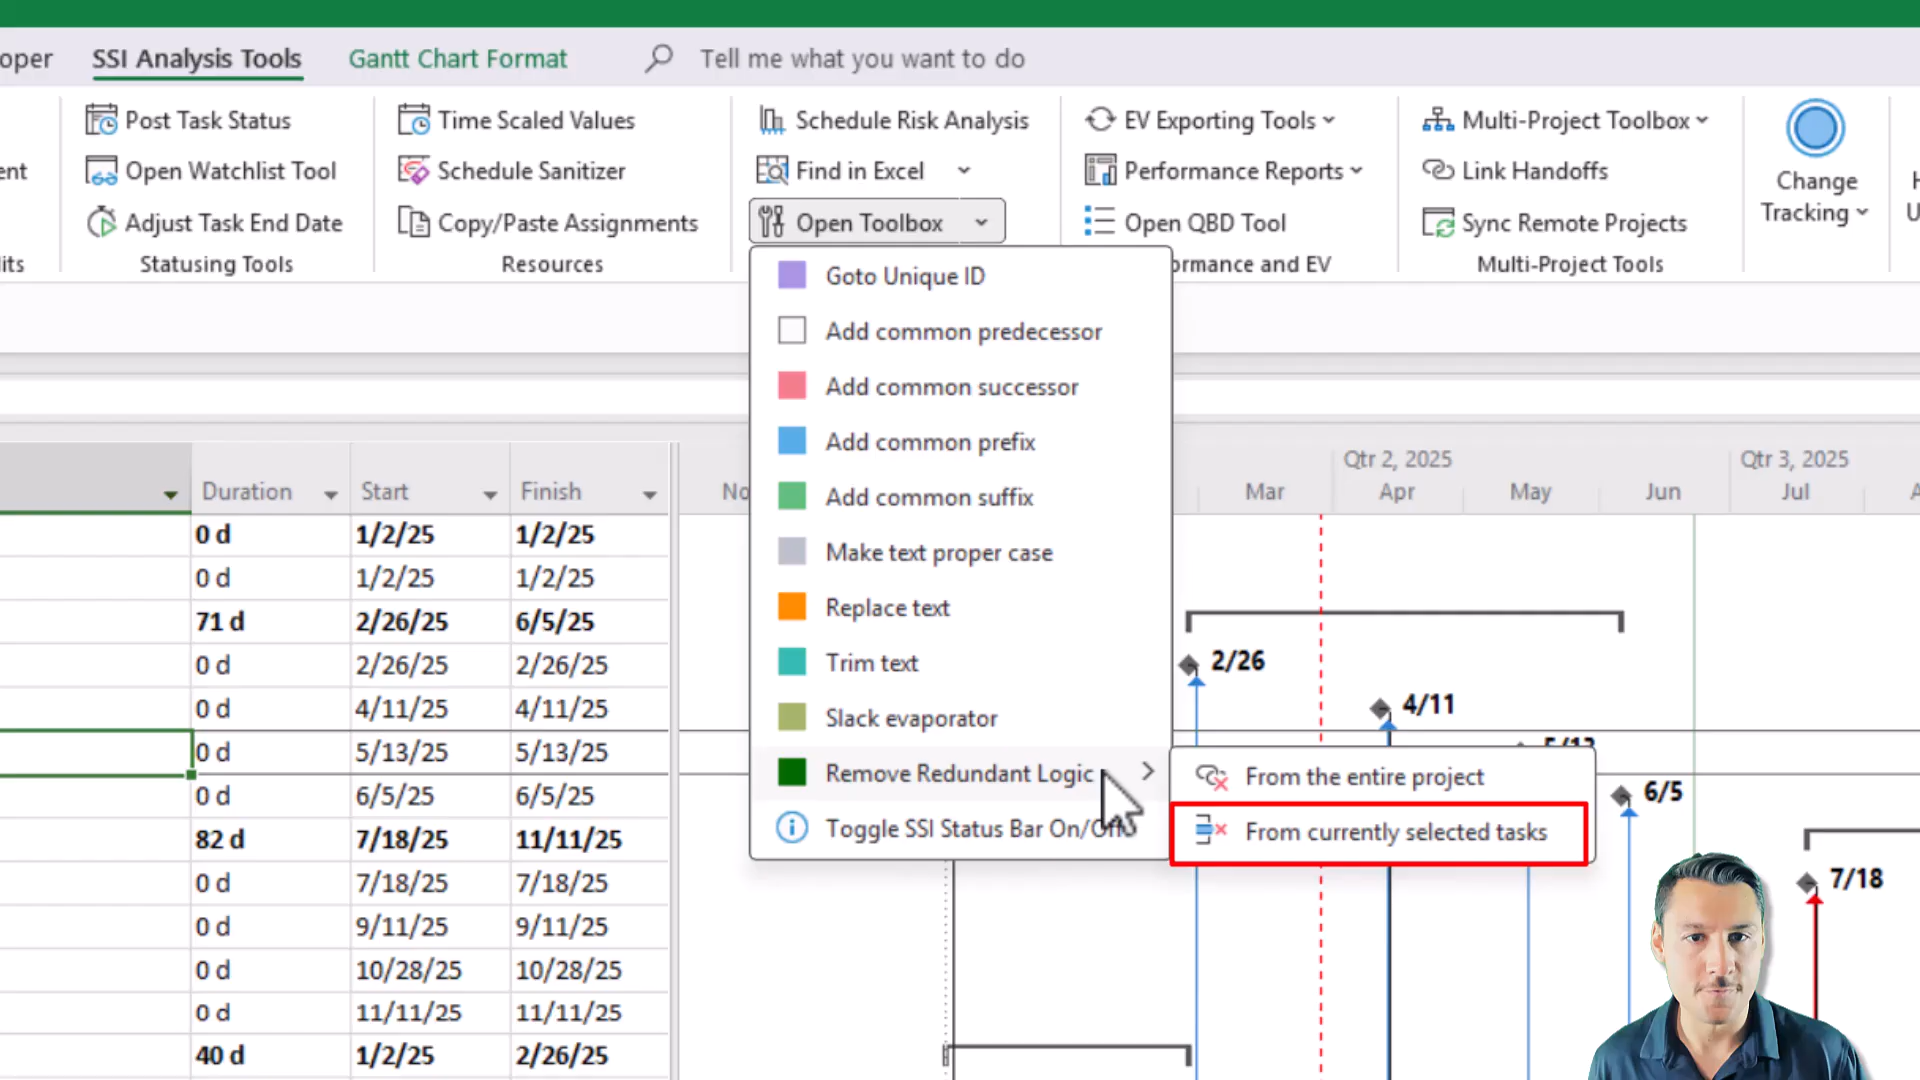 oper SSI Analysis Tools Gantt Chart Format Tell me what you want to do
Post Task Status Time Scaled Values Schedule Risk Analysis EV Exporting Tools Multi-Project Toolbox
ent Open Watchlist Tool Schedule Sanitizer Find in Excel Performance Reports Link Handoffs Change
Adjust Task End Date Copy/Paste Assignments Open Toolbox Open QBD Tool Sync Remote Projects Tracking
its Statusing Tools Resources ormance and EV Multi-Project Tools
Goto Unique ID
Add common predecessor
Add common successor
Add common prefix
Add common suffix
Make text proper case
Replace text
Trim text
Slack evaporator
Remove Redundant Logic
Toggle SSI Status Bar On/Off
From the entire project
From currently selected tasks
Qtr 2, 2025 Qtr 3, 2025
Duration Start Finish No Mar Apr May Jun Jul A
0 d 1/2/25 1/2/25
0 d 1/2/25 1/2/25
71 d 2/26/25 6/5/25
0 d 2/26/25 2/26/25 2/26
0 d 4/11/25 4/11/25 4/11
0 d 5/13/25 5/13/25 5/13
0 d 6/5/25 6/5/25 6/5
82 d 7/18/25 11/11/25
0 d 7/18/25 7/18/25 7/18
0 d 9/11/25 9/11/25
0 d 10/28/25 10/28/25
0 d 11/11/25 11/11/25
40 d 1/2/25 2/26/25